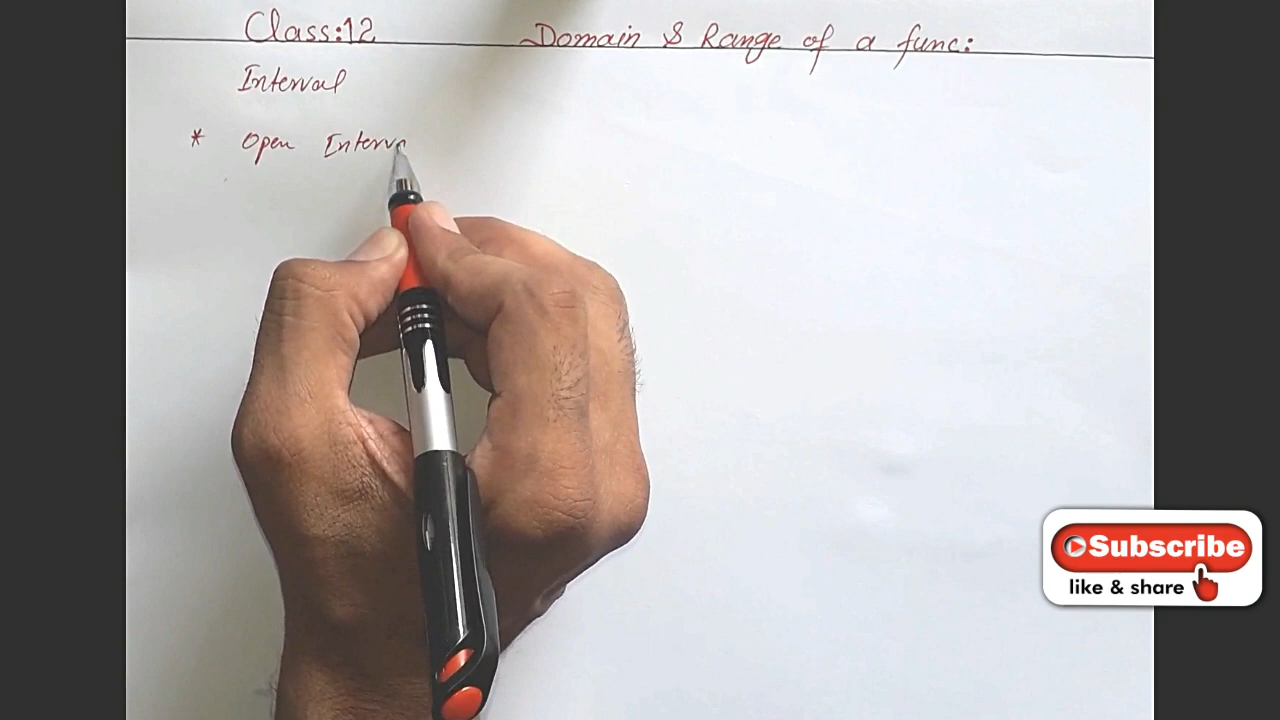 Class:12 Domain & Range of a func:
Interval
* Open Interva
Subscribe
like & share